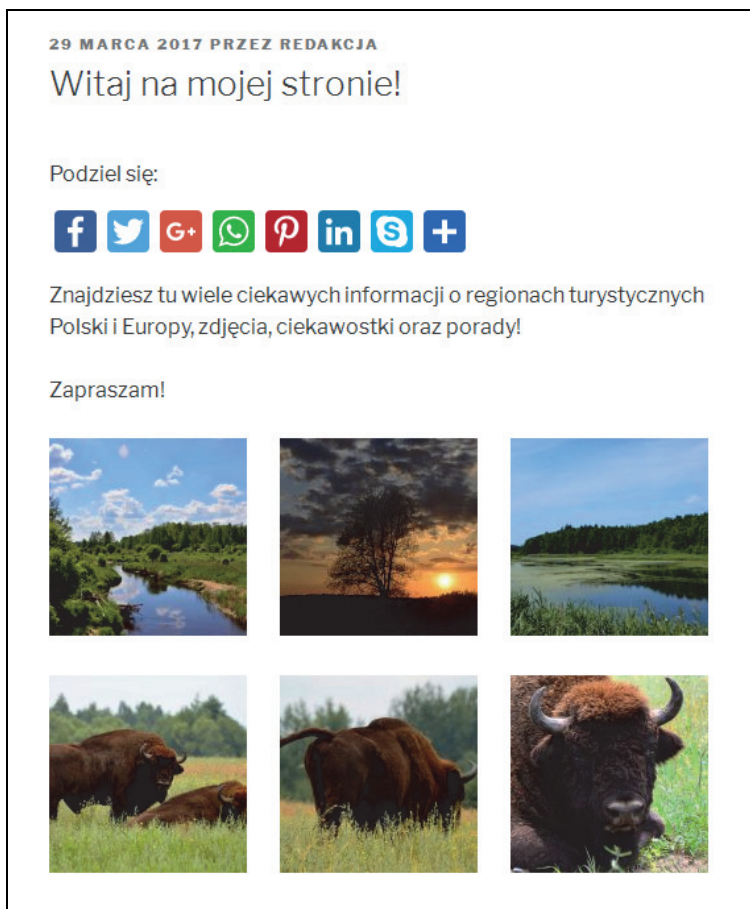 29 MARCA 2017 PRZEZ REDAKCJA
Witaj na mojej stronie!
Podziel się:
f G+ P in S +
Znajdziesz tu wiele ciekawych informacji o regionach turystycznych
Polski i Europy, zdjęcia, ciekawostki oraz porady!
Zapraszam!